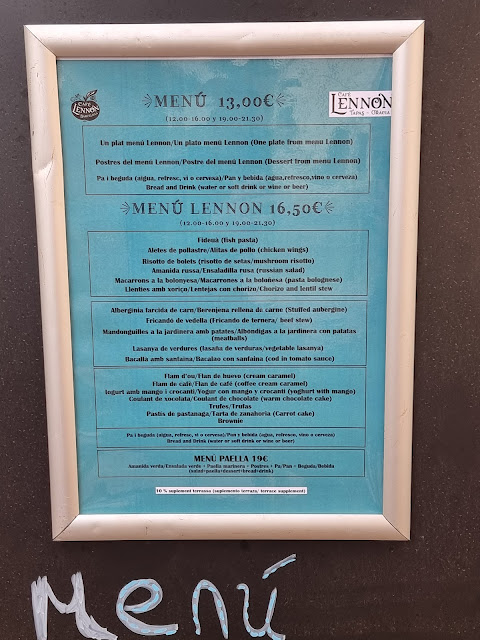 CAFÉ
LENNON
BARCELONA
MENÚ 13,00€
(12.00-16.00 y 19.00-21.30)
CAFÉ
LENNON
TAPAS - OBRADOR
Un plat menú Lennon/Un plato menú Lennon (One plate from menu Lennon)
Postres del menú Lennon/Postre del menú Lennon (Dessert from menu Lennon)
Pa i beguda (aigua, refresc, vi o cervesa)/Pan y bebida (agua,refresco,vino o cerveza)
Bread and Drink (water or soft drink or wine or beer)
MENÚ LENNON 16,50€
(12.00-16.00 y 19.00-21.30)
Fideuà (fish pasta)
Aletes de pollastre/Alitas de pollo (chicken wings)
Risotto de bolets (risotto de setas/mushroom risotto)
Amanida russa/Ensaladilla rusa (russian salad)
Macarrons a la bolonyesa/Macarrones a la boloñesa (pasta bolognese)
Llenties amb xoriço/Lentejas con chorizo/Chorizo and lentil stew
Albergínia farcida de carn/Berenjena rellena de carne (Stuffed aubergine)
Fricandó de vedella (Fricando de ternera/ beef stew)
Mandonguilles a la jardinera amb patates/Albóndigas a la jardinera con patatas
(meatballs)
Lasanya de verdures (lasaña de verduras/vegetable lasanya)
Bacallà amb sanfaina/Bacalao con sanfaina (cod in tomato sauce)
Flam d'ou/Flan de huevo (cream caramel)
Flam de cafè/Flan de café (coffee cream caramel)
Iogurt amb mango i crocanti/Yogur con mango y crocanti (yoghurt with mango)
Coulant de xocolata/Coulant de chocolate (warm chocolate cake)
Trufes/Trufas
Pastís de pastanaga/Tarta de zanahoria (Carrot cake)
Brownie
Pa i beguda (aigua, refresc, vi o cervesa)/Pan y bebida (agua, refresco, vino o cerveza)
Bread and Drink (water or soft drink or wine or beer)
MENÚ PAELLA 19€
Amanida verda/Ensalada verde + Paella marinera + Postres + Pa/Pan + Beguda/Bebida
(salad+paella+dessert+bread+drink)
10 % suplement terrassa (suplemento terraza/ terrace supplement)
Menú